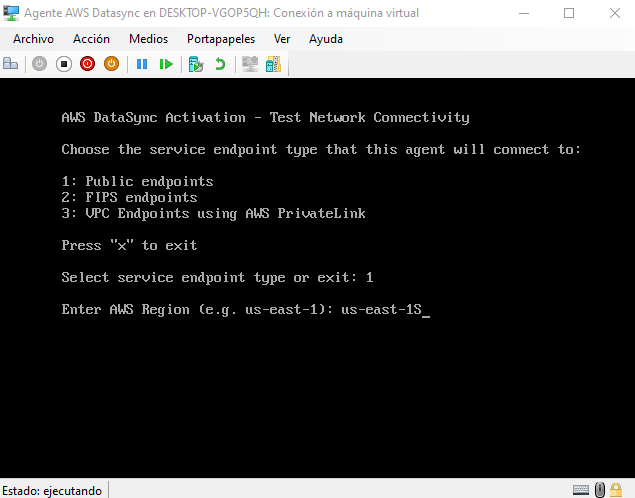 Agente AWS Datasync en DESKTOP-VGOP5QH: Conexión a máquina virtual
Archivo Acción Medios Portapapeles Ver Ayuda
AWS DataSync Activation - Test Network Connectivity
Choose the service endpoint type that this agent will connect to:
1: Public endpoints
2: FIPS endpoints
3: VPC Endpoints using AWS PrivateLink
Press "x" to exit
Select service endpoint type or exit: 1
Enter AWS Region (e.g. us-east-1): us-east-1S_
Estado: ejecutando